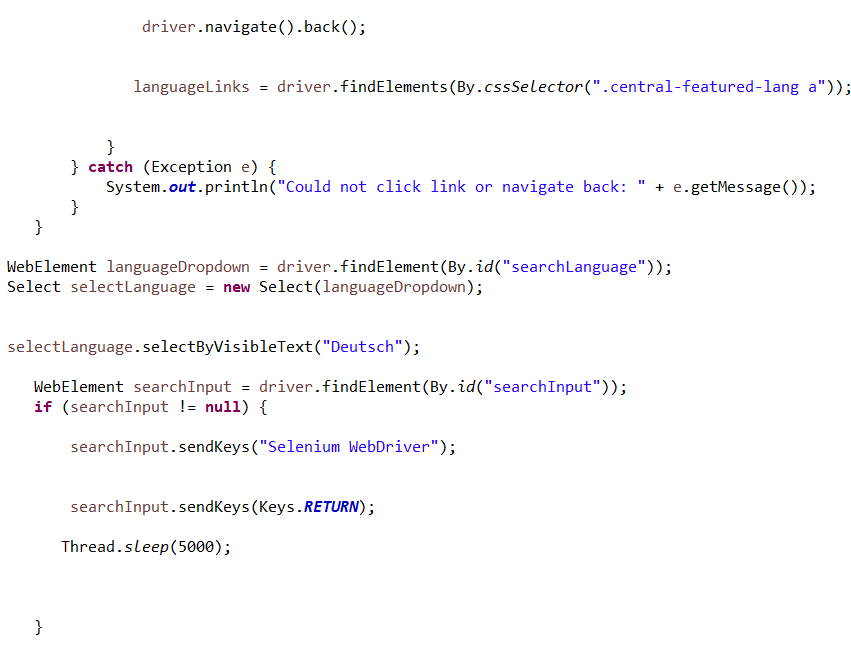 driver.navigate().back();
languageLinks = driver.findElements(By.cssSelector(".central-featured-lang a"));
}
} catch (Exception e) {
System.out.println("Could not click link or navigate back: " + e.getMessage());
}
}
WebElement languageDropdown = driver.findElement(By.id("searchLanguage"));
Select selectLanguage = new Select(languageDropdown);
selectLanguage.selectByVisibleText("Deutsch");
WebElement searchInput = driver.findElement(By.id("searchInput"));
if (searchInput != null) {
searchInput.sendKeys("Selenium WebDriver");
searchInput.sendKeys(Keys.RETURN);
Thread.sleep(5000);
}